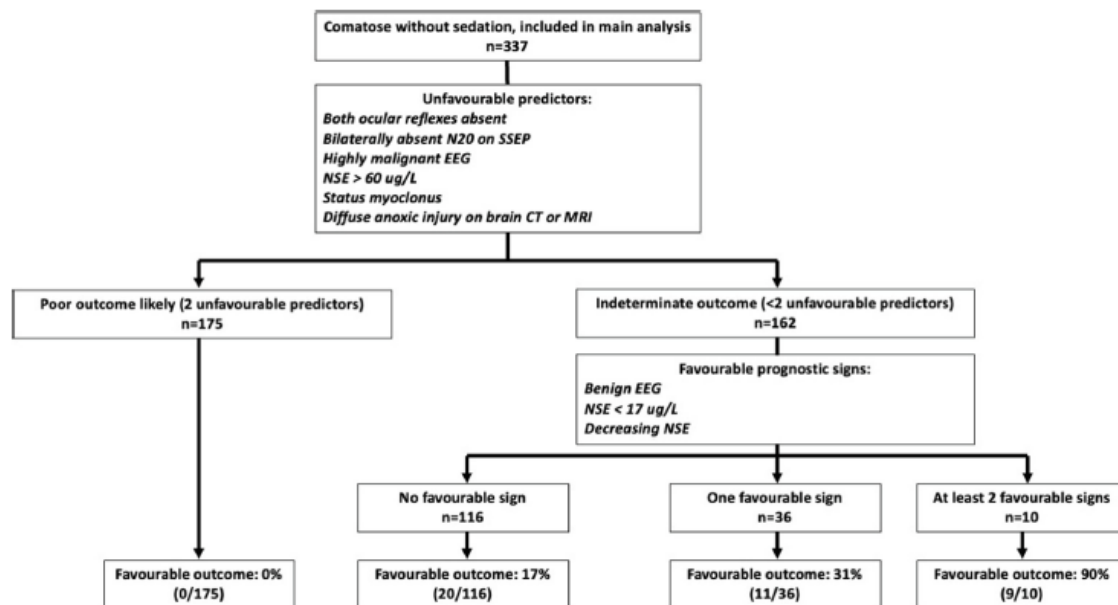 Comatose without sedation, included in main analysis
n=337
Unfavourable predictors:
Both ocular reflexes absent
Bilaterally absent N20 on SSEP
Highly malignant EEG
NSE > 60 ug/L
Status myoclonus
Diffuse anoxic injury on brain CT or MRI
Poor outcome likely (2 unfavourable predictors)
n=175
Indeterminate outcome (<2 unfavourable predictors)
n=162
Favourable prognostic signs:
Benign EEG
NSE < 17 ug/L
Decreasing NSE
No favourable sign
n=116
One favourable sign
n=36
At least 2 favourable signs
n=10
Favourable outcome: 0%
(0/175)
Favourable outcome: 17%
(20/116)
Favourable outcome: 31%
(11/36)
Favourable outcome: 90%
(9/10)